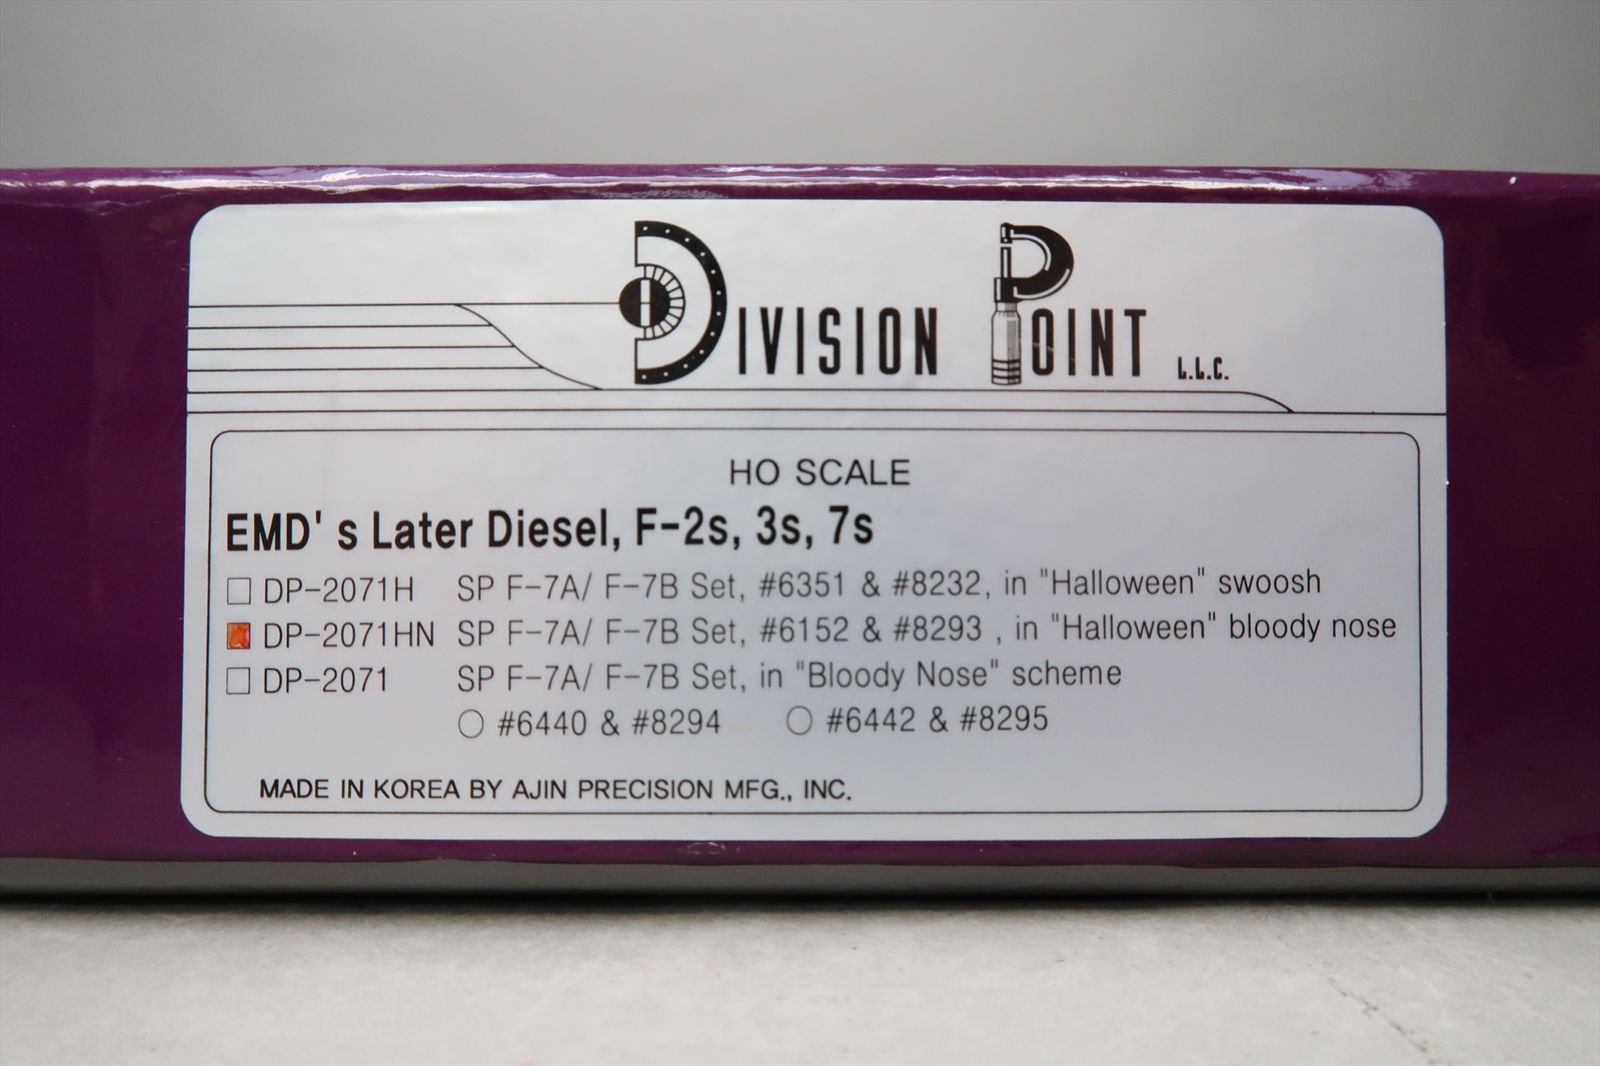 DIVISION POINT L.L.C.
HO SCALE
EMD's Later Diesel, F-2s, 3s, 7s
DP-2071H SP F-7A/ F-7B Set, #6351 & #8232, in "Halloween" swoosh
DP-2071HN SP F-7A/ F-7B Set, #6152 & #8293 , in "Halloween" bloody nose
DP-2071 SP F-7A/ F-7B Set, in "Bloody Nose" scheme
#6440 & #8294 #6442 & #8295
MADE IN KOREA BY AJIN PRECISION MFG., INC.